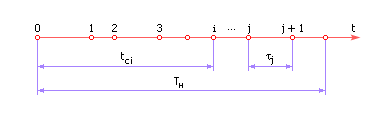 0 1 2 3 i ... j j+1 t
t_ci τ_j
T_н